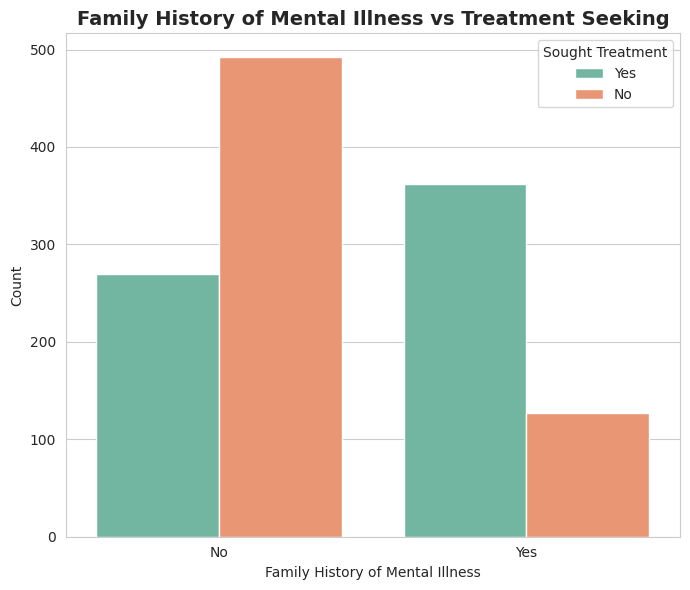 Family History of Mental Illness vs Treatment Seeking
Sought Treatment
Yes
No
500
400
300
200
100
0
Count
No
Yes
Family History of Mental Illness